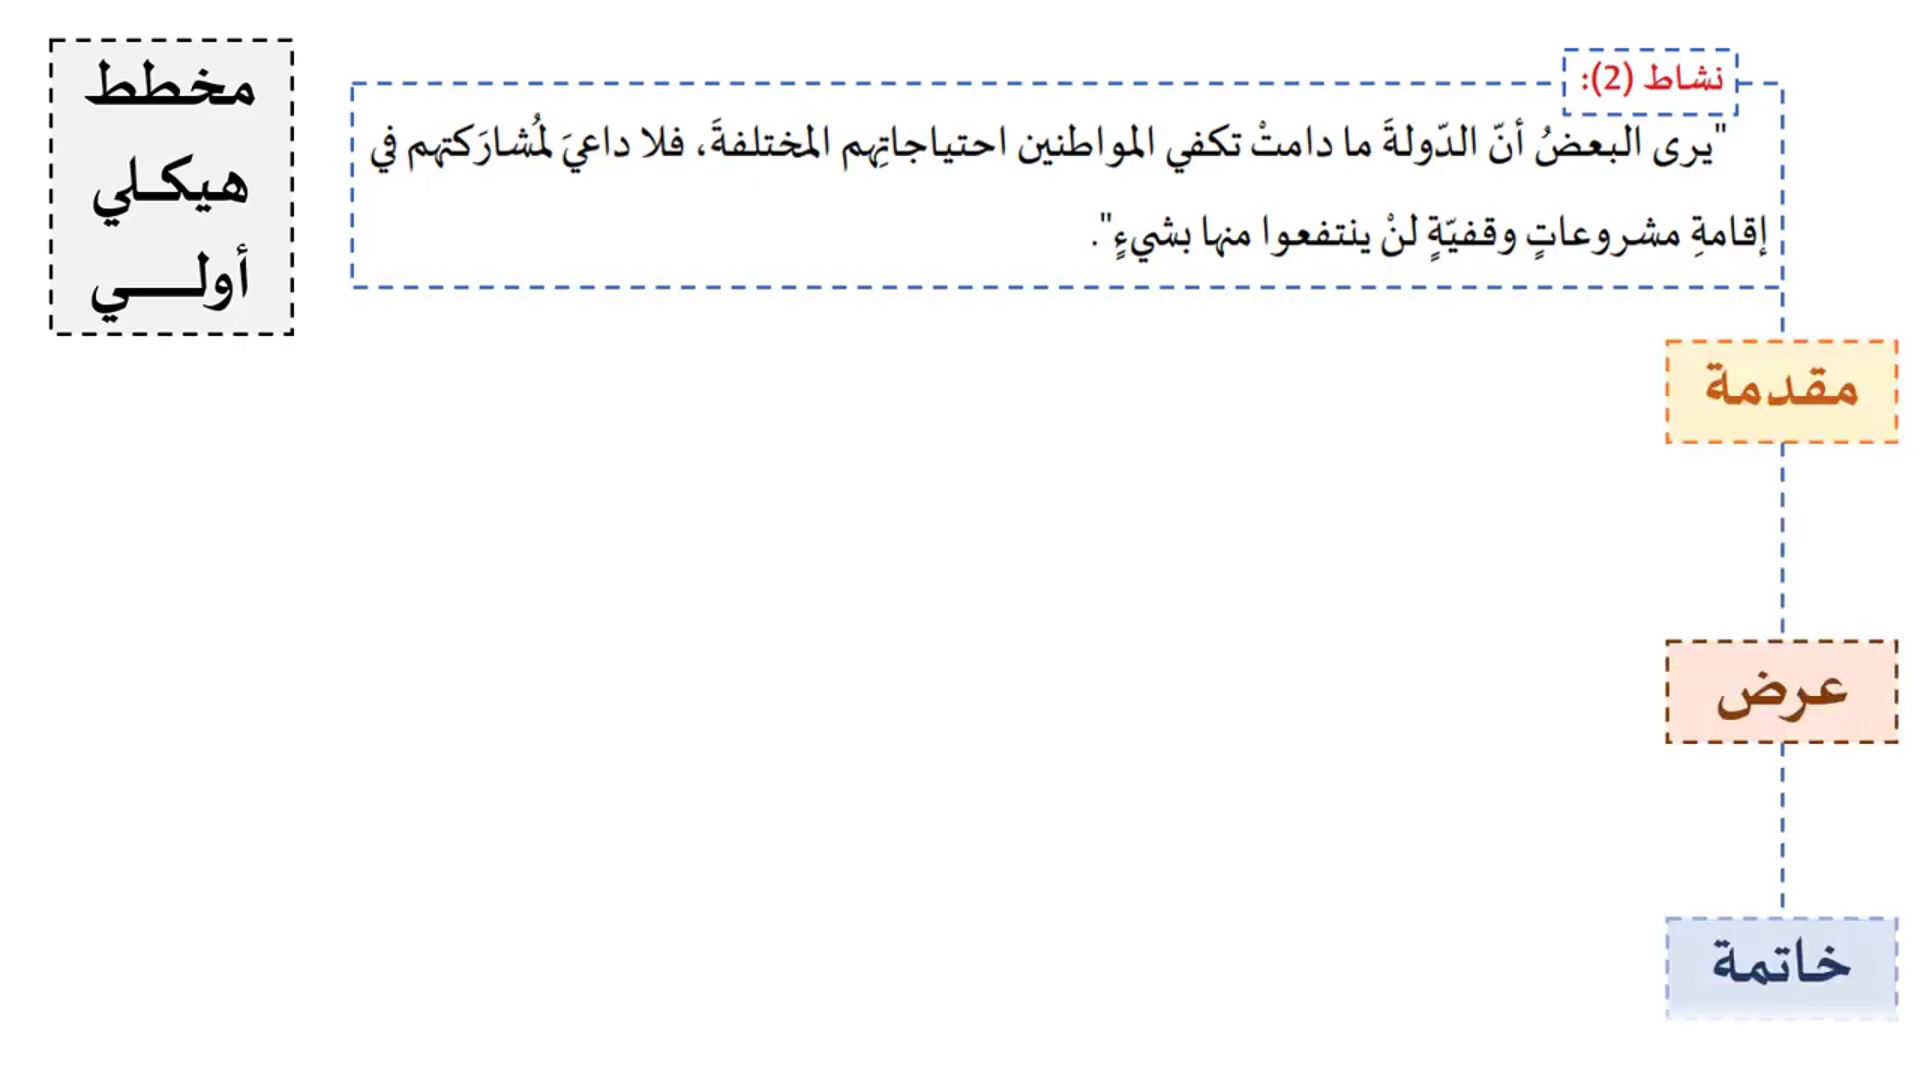 نشاط (2):
"يرى البعضُ أنّ الدّولةَ ما دامتْ تكفي المواطنين احتياجاتِهم المختلفةَ، فلا داعيَ لمُشارَكتهم في
إقامةِ مشروعاتٍ وقفيّةٍ لنْ ينتفعوا منها بشيءٍ".
مخطط
هيكلي
أولي
مقدمة
عرض
خاتمة